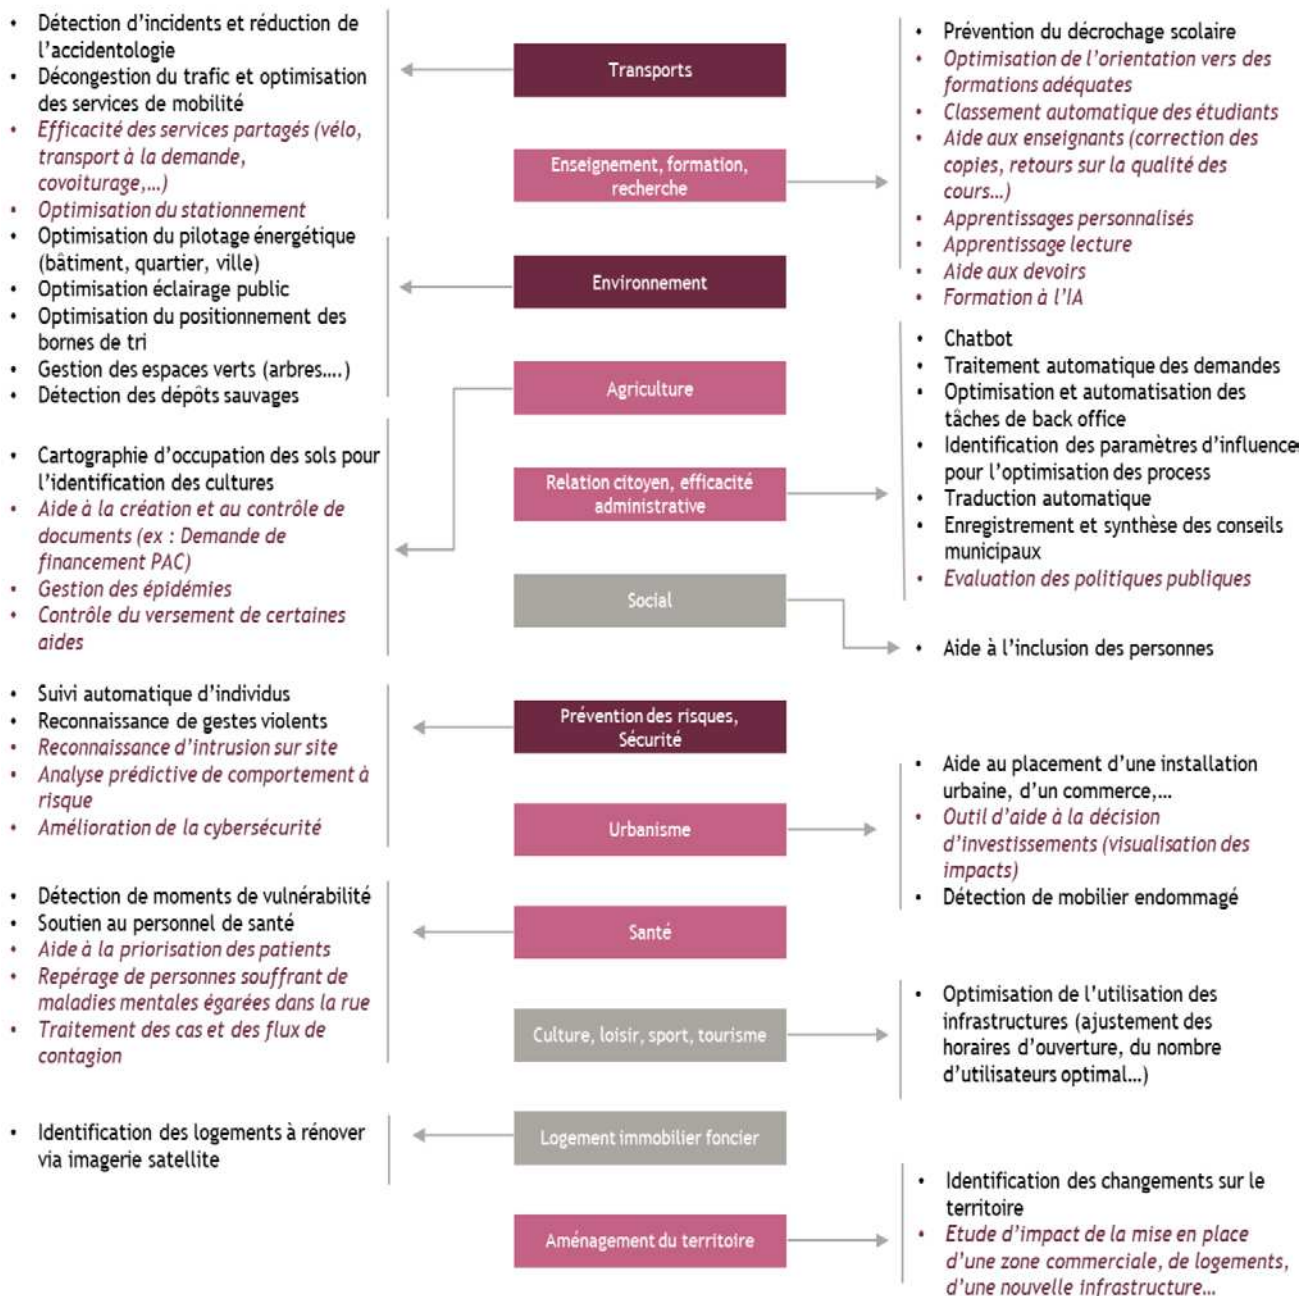 • Détection d’incidents et réduction de
l’accidentologie
• Décongestion du trafic et optimisation
des services de mobilité
• Efficacité des services partagés (vélo,
transport à la demande,
covoiturage,…)
• Optimisation du stationnement
Transports
Enseignement, formation,
recherche
• Prévention du décrochage scolaire
• Optimisation de l’orientation vers des
formations adéquates
• Classement automatique des étudiants
• Aide aux enseignants (correction des
copies, retours sur la qualité des
cours…)
• Apprentissages personnalisés
• Apprentissage lecture
• Aide aux devoirs
• Formation à l’IA
• Optimisation du pilotage énergétique
(bâtiment, quartier, ville)
• Optimisation éclairage public
• Optimisation du positionnement des
bornes de tri
• Gestion des espaces verts (arbres….)
• Détection des dépôts sauvages
Environnement
Agriculture
• Cartographie d’occupation des sols pour
l’identification des cultures
• Aide à la création et au contrôle de
documents (ex : Demande de
financement PAC)
• Gestion des épidémies
• Contrôle du versement de certaines
aides
Relation citoyen, efficacité
administrative
• Chatbot
• Traitement automatique des demandes
• Optimisation et automatisation des
tâches de back office
• Identification des paramètres d’influence
pour l’optimisation des process
• Traduction automatique
• Enregistrement et synthèse des conseils
municipaux
• Evaluation des politiques publiques
Social
• Aide à l’inclusion des personnes
• Suivi automatique d’individus
• Reconnaissance de gestes violents
• Reconnaissance d’intrusion sur site
• Analyse prédictive de comportement à
risque
• Amélioration de la cybersécurité
Prévention des risques,
Sécurité
Urbanisme
• Aide au placement d’une installation
urbaine, d’un commerce,…
• Outil d’aide à la décision
d’investissements (visualisation des
impacts)
• Détection de mobilier endommagé
• Détection de moments de vulnérabilité
• Soutien au personnel de santé
• Aide à la priorisation des patients
• Repérage de personnes souffrant de
maladies mentales égarées dans la rue
• Traitement des cas et des flux de
contagion
Santé
Culture, loisir, sport, tourisme
• Optimisation de l’utilisation des
infrastructures (ajustement des
horaires d’ouverture, du nombre
d’utilisateurs optimal…)
• Identification des logements à rénover
via imagerie satellite
Logement immobilier foncier
Aménagement du territoire
• Identification des changements sur le
territoire
• Etude d’impact de la mise en place
d’une zone commerciale, de logements,
d’une nouvelle infrastructure…